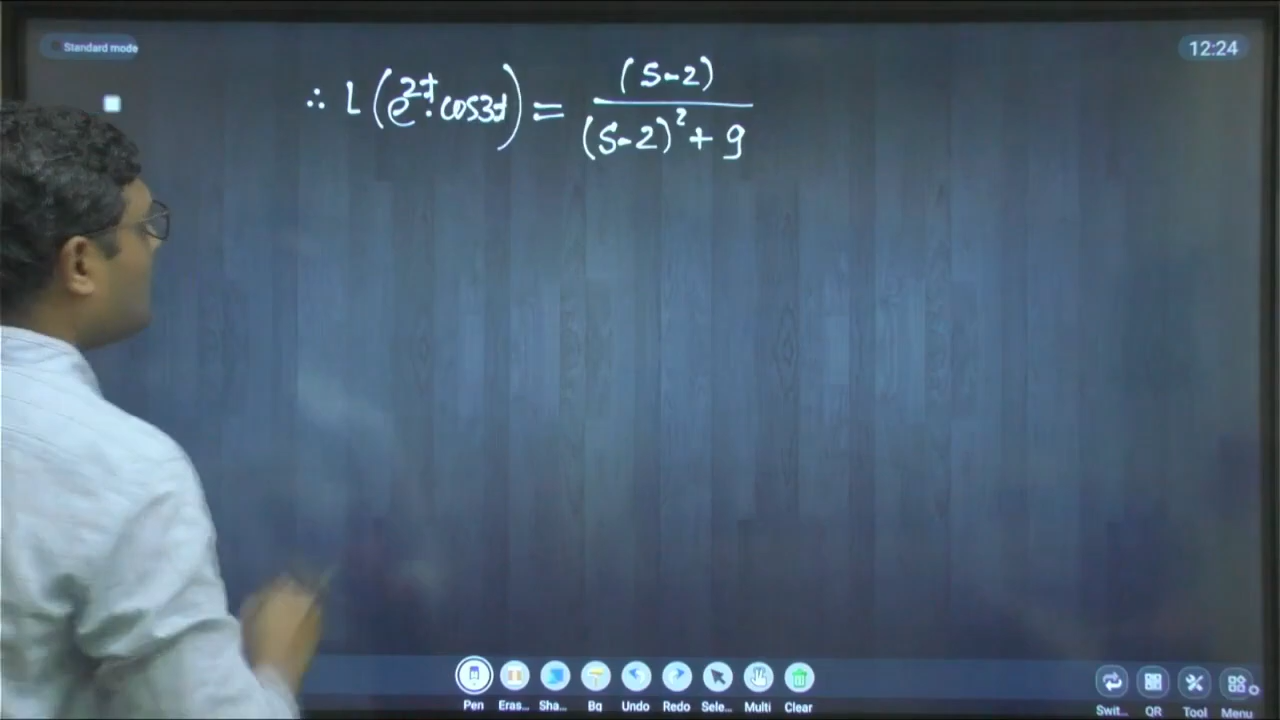 Standard mode
12:24
∴ L(e^{2t}·cos3t) = (s-2) / ((s-2)² + 9)
Pen Eras... Sha... Bg Undo Redo Sele... Multi Clear Swit... QR Tool Menu